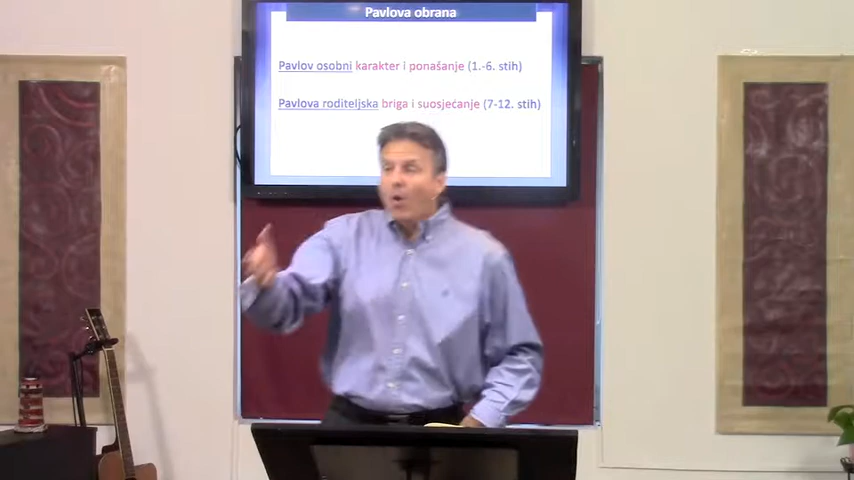 Pavlova obrana
Pavlov osobni karakter i ponašanje (1.-6. stih)
Pavlova roditeljska briga i suosjećanje (7-12. stih)